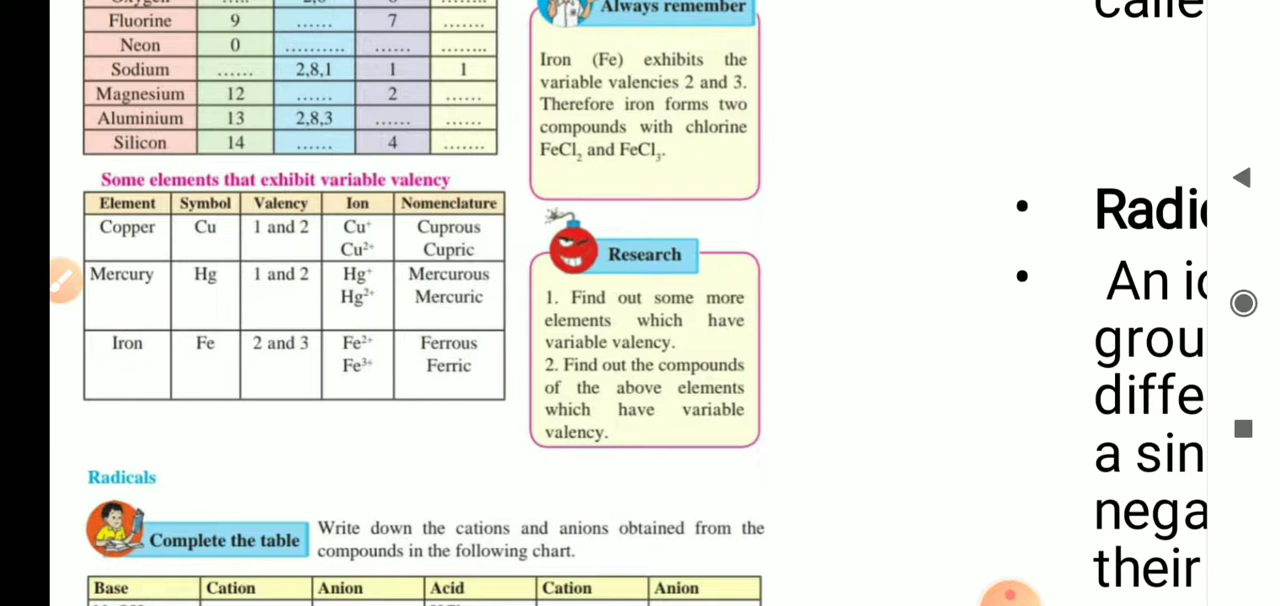 Fluorine 9 ...... 7 .......
Neon 0 .......... ...... ........
Sodium ...... 2,8,1 1 1
Magnesium 12 ...... 2 ......
Aluminium 13 2,8,3 ...... ......
Silicon 14 ...... 4 .......
Some elements that exhibit variable valency
Element Symbol Valency Ion Nomenclature
Copper Cu 1 and 2 Cu⁺ Cuprous
Cu²⁺ Cupric
Mercury Hg 1 and 2 Hg⁺ Mercurous
Hg²⁺ Mercuric
Iron Fe 2 and 3 Fe²⁺ Ferrous
Fe³⁺ Ferric
Always remember
Iron (Fe) exhibits the
variable valencies 2 and 3.
Therefore iron forms two
compounds with chlorine
FeCl₂ and FeCl₃.
Research
1. Find out some more
elements which have
variable valency.
2. Find out the compounds
of the above elements
which have variable
valency.
Radicals
Complete the table
Write down the cations and anions obtained from the
compounds in the following chart.
Base Cation Anion Acid Cation Anion
• Radi
• An i
grou
diffe
a sin
nega
their